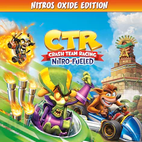 NITROS OXIDE EDITION
CTR
CRASH TEAM RACING
NITRO-FUELED